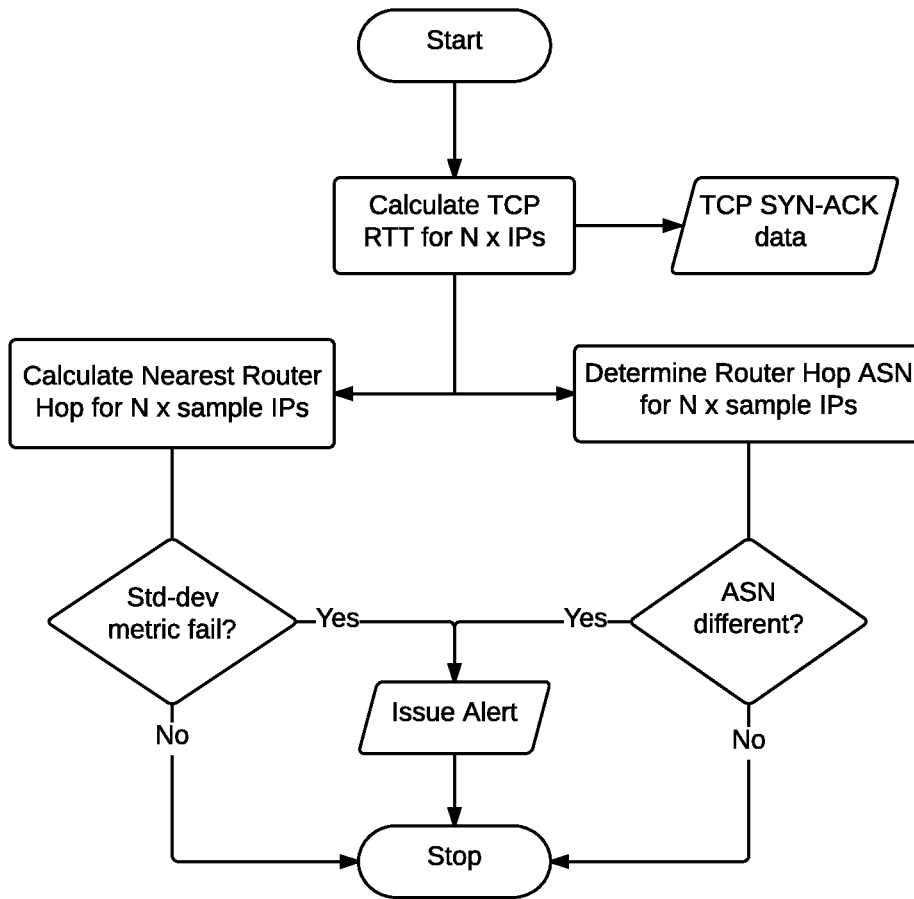 Start
Calculate TCP
RTT for N x IPs
TCP SYN-ACK
data
Calculate Nearest Router
Hop for N x sample IPs
Determine Router Hop ASN
for N x sample IPs
Std-dev
metric fail?
Yes
Yes
ASN
different?
Issue Alert
No
No
Stop